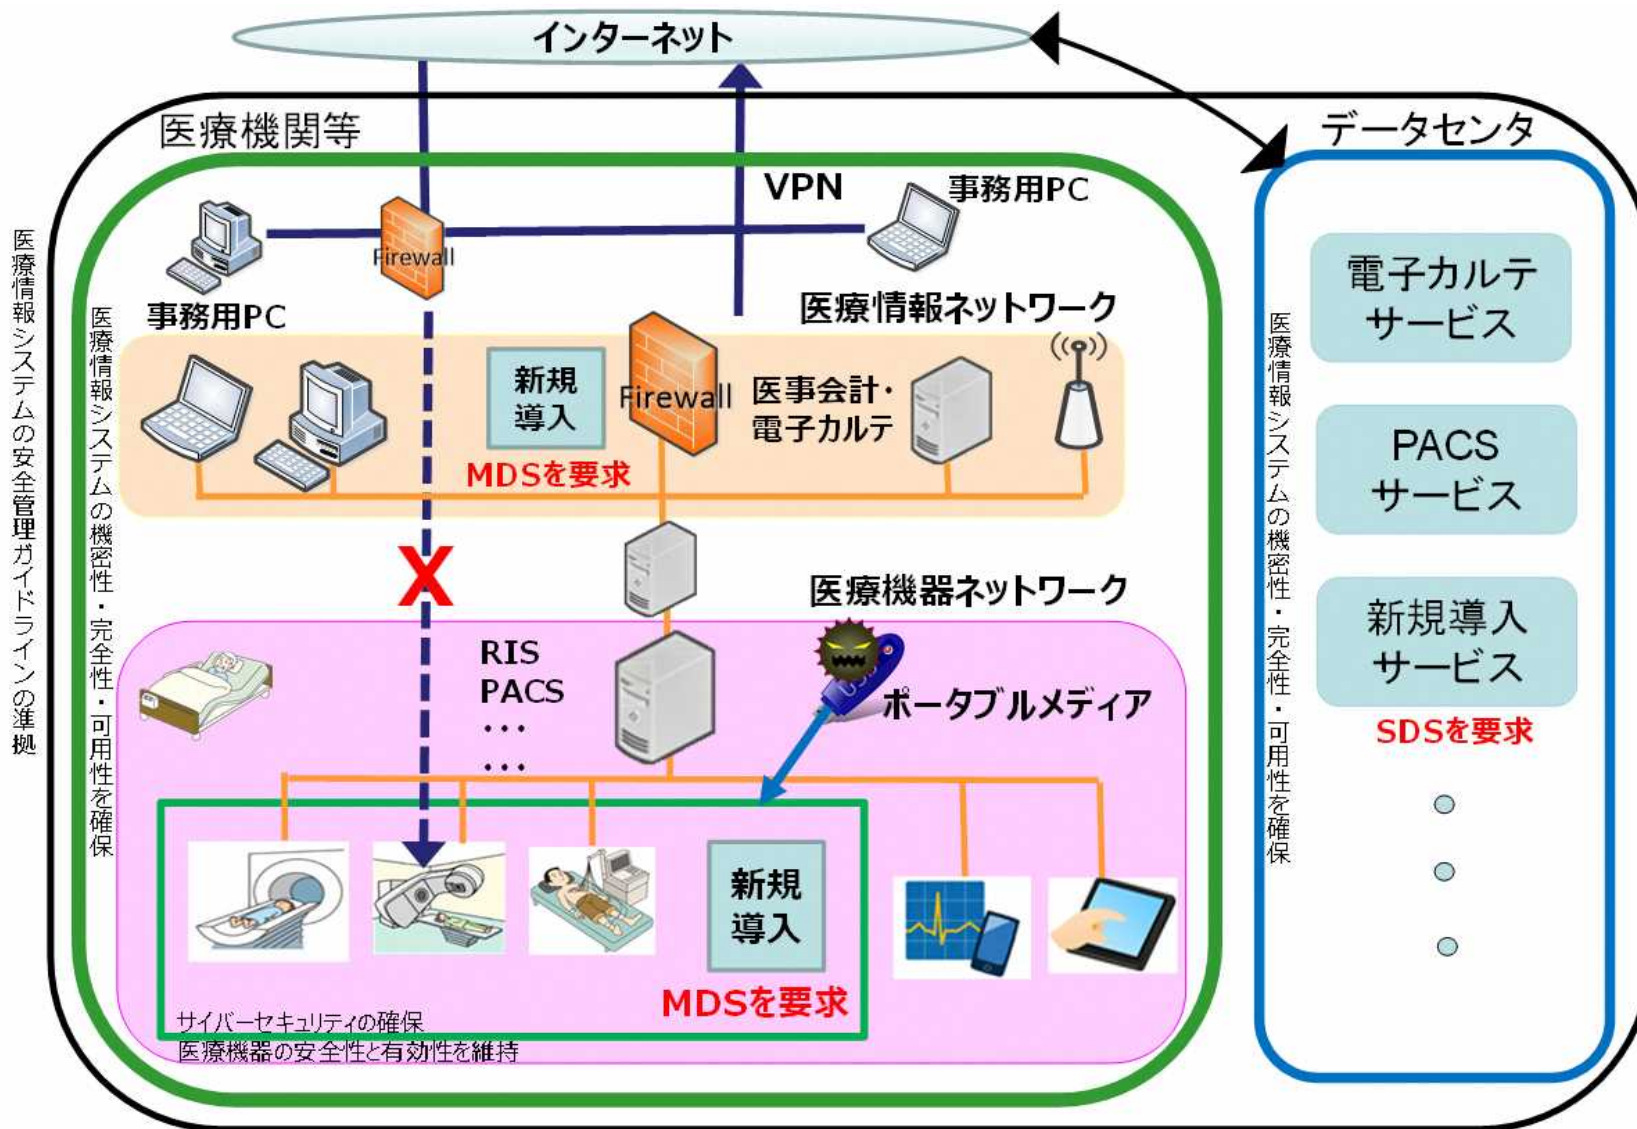 インターネット
医療機関等
データセンタ
VPN
事務用PC
Firewall
事務用PC
医療情報ネットワーク
新規
導入
Firewall
医事会計・
電子カルテ
MDSを要求
医療機器ネットワーク
RIS
PACS
・・・
・・・
USB
ポータブルメディア
新規
導入
MDSを要求
サイバーセキュリティの確保
医療機器の安全性と有効性を維持
医療情報システムの安全管理ガイドラインの準拠
医療情報システムの機密性・完全性・可用性を確保
医療情報システムの機密性・完全性・可用性を確保
電子カルテ
サービス
PACS
サービス
新規導入
サービス
SDSを要求